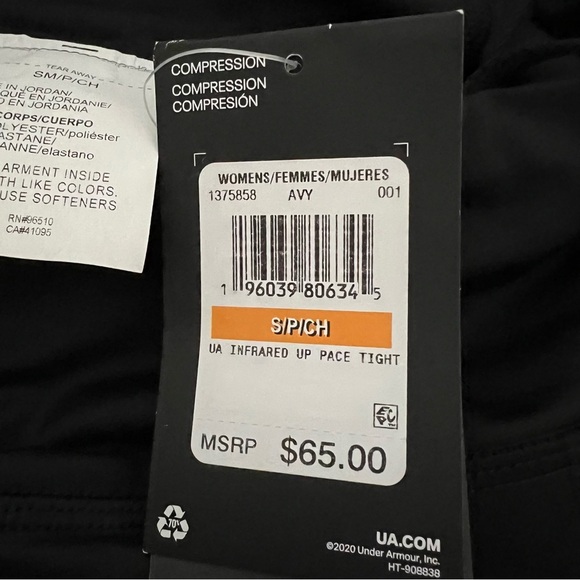 TEAR AWAY
SM/P/CH
IN JORDAN/
QUÉ EN JORDANIE/
O EN JORDANIA
CORPS/CUERPO
POLYESTER/poliéster
ANNE/elastano
ARMENT INSIDE
TH LIKE COLORS.
USE SOFTENERS
RN#96510
CA#41095
COMPRESSION
COMPRESSION
COMPRESIÓN
WOMENS/FEMMES/MUJERES
1375858 AVY 001
1 96039 80634 5
S/P/CH
UA INFRARED UP PACE TIGHT
MSRP $65.00
70%
UA.COM
©2020 Under Armour, Inc.
HT-908838